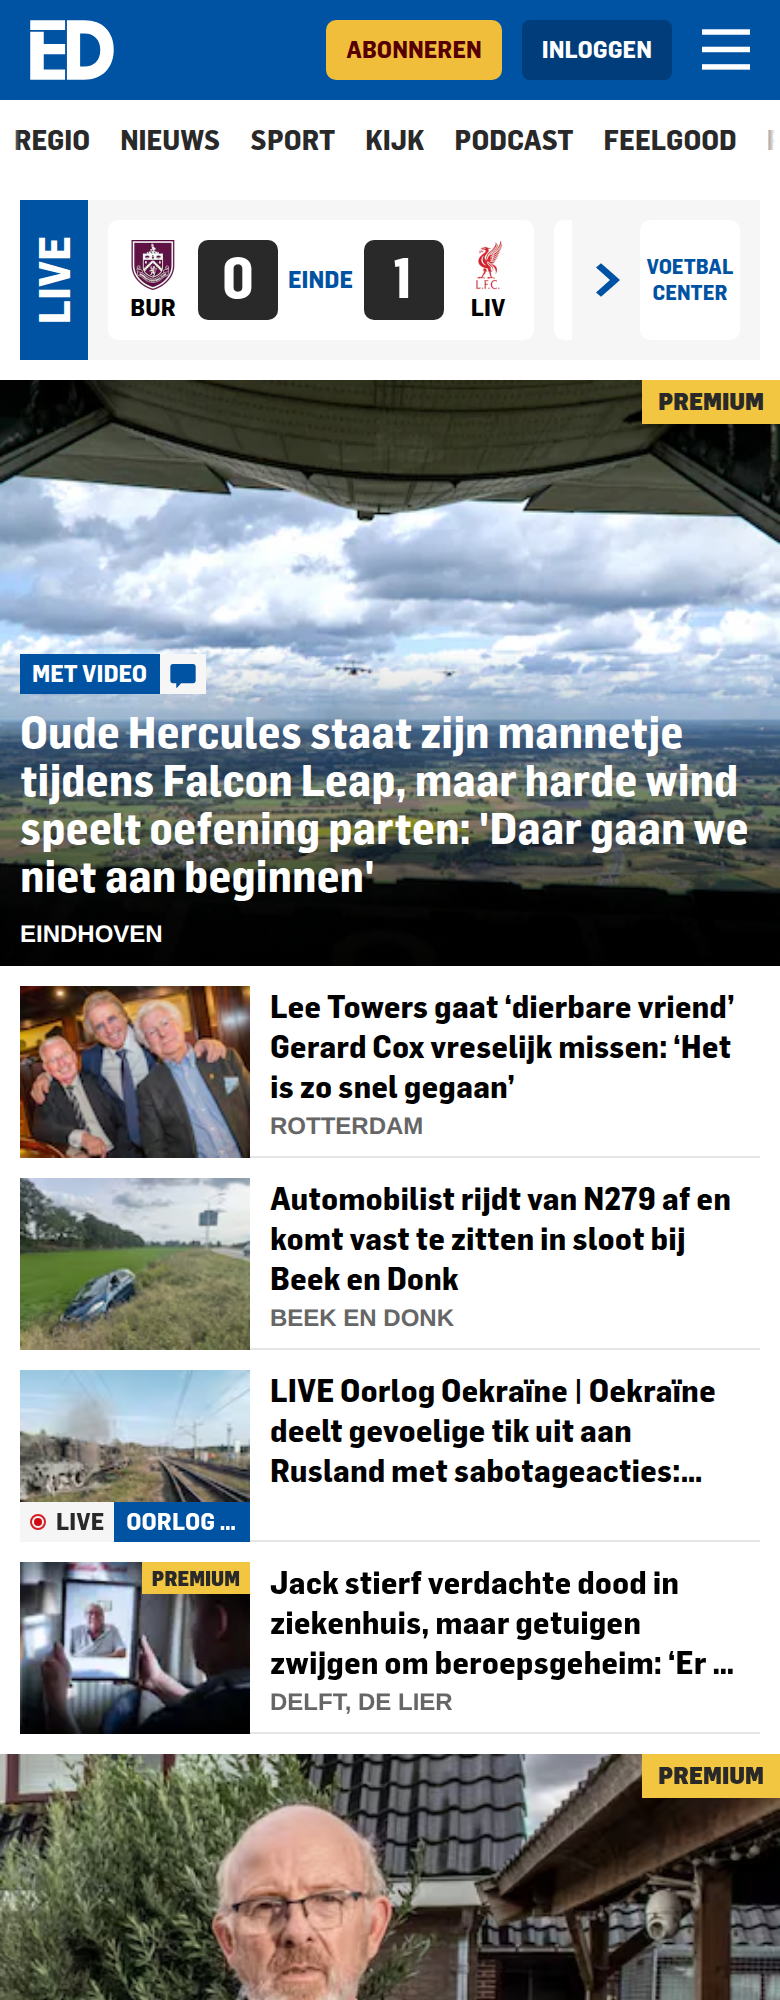 ED
ABONNEREN
INLOGGEN
REGIO NIEUWS SPORT KIJK PODCAST FEELGOOD
LIVE
BUR
0
EINDE
1
L.F.C.
LIV
VOETBAL
CENTER
PREMIUM
MET VIDEO
Oude Hercules staat zijn mannetje
tijdens Falcon Leap, maar harde wind
speelt oefening parten: 'Daar gaan we
niet aan beginnen'
EINDHOVEN
Lee Towers gaat ‘dierbare vriend’
Gerard Cox vreselijk missen: ‘Het
is zo snel gegaan’
ROTTERDAM
Automobilist rijdt van N279 af en
komt vast te zitten in sloot bij
Beek en Donk
BEEK EN DONK
LIVE Oorlog Oekraïne | Oekraïne
deelt gevoelige tik uit aan
Rusland met sabotageacties:...
LIVE
OORLOG ...
PREMIUM
Jack stierf verdachte dood in
ziekenhuis, maar getuigen
zwijgen om beroepsgeheim: ‘Er ...
DELFT, DE LIER
PREMIUM